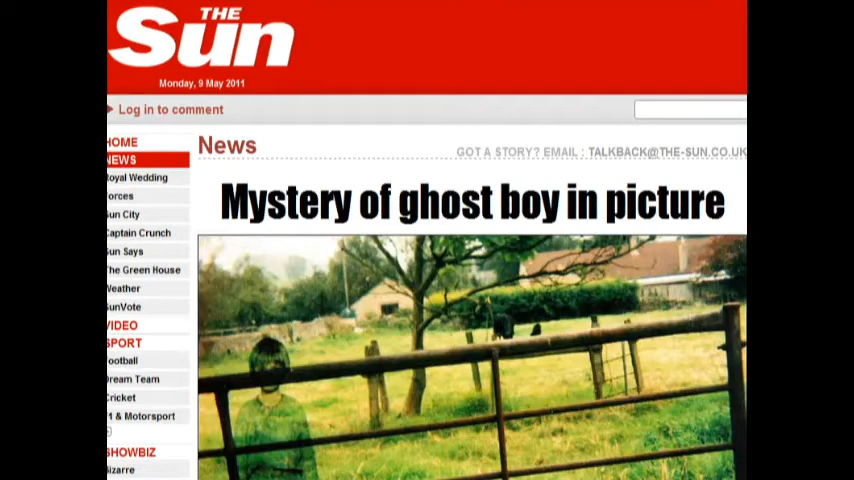 THE
Sun
Monday, 9 May 2011
Log in to comment
HOME
News
GOT A STORY? EMAIL : TALKBACK@THE-SUN.CO.UK
NEWS
Royal Wedding
Forces
Sun City
Captain Crunch
Sun Says
The Green House
Weather
SunVote
VIDEO
SPORT
Football
Dream Team
Cricket
F1 & Motorsport
SHOWBIZ
Bizarre
Mystery of ghost boy in picture